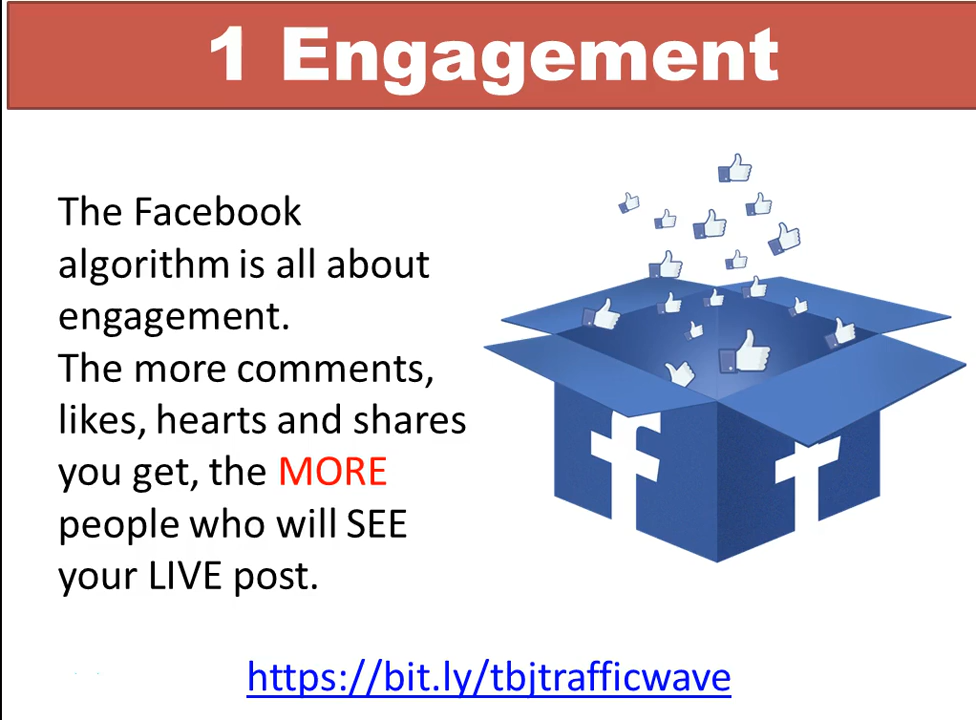 1 Engagement
The Facebook
algorithm is all about
engagement.
The more comments,
likes, hearts and shares
you get, the MORE
people who will SEE
your LIVE post.
https://bit.ly/tbjtrafficwave